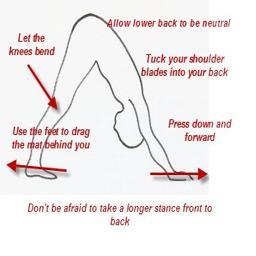 Allow lower back to be neutral
Let the
knees bend
Tuck your shoulder
blades into your back
Press down and
forward
Use the feet to drag
the mat behind you
Don't be afraid to take a longer stance front to
back